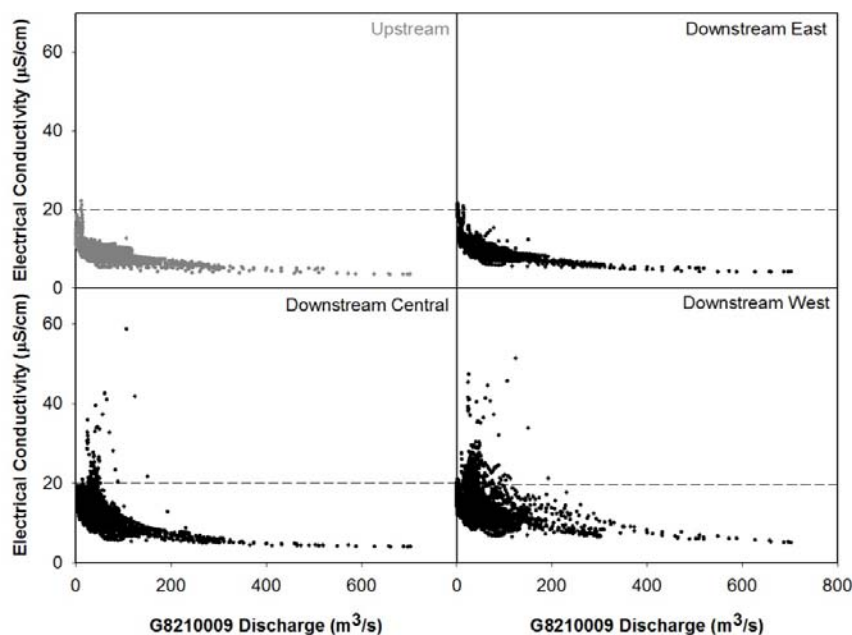 Upstream
Downstream East
60
40
20
0
Electrical Conductivity (µS/cm)
Downstream Central
Downstream West
60
40
20
0
Electrical Conductivity (µS/cm)
0 200 400 600 0 200 400 600 800
G8210009 Discharge (m³/s) G8210009 Discharge (m³/s)